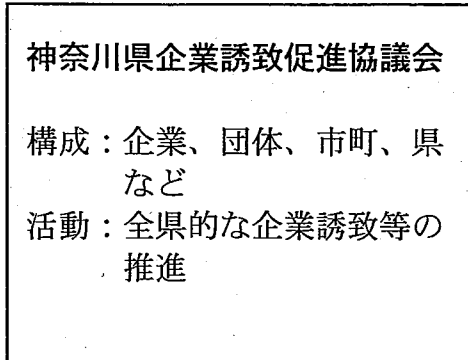 神奈川県企業誘致促進協議会
構成：企業、団体、市町、県
など
活動：全県的な企業誘致等の
推進